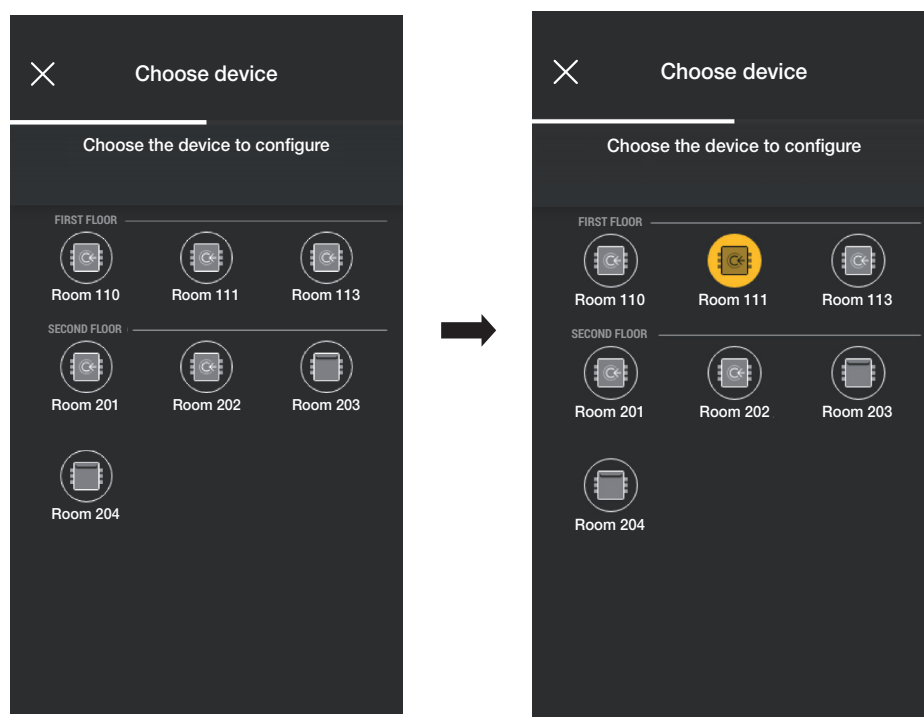 Choose device
Choose the device to configure
FIRST FLOOR
Room 110 Room 111 Room 113
SECOND FLOOR
Room 201 Room 202 Room 203
Room 204
Choose device
Choose the device to configure
FIRST FLOOR
Room 110 Room 111 Room 113
SECOND FLOOR
Room 201 Room 202 Room 203
Room 204